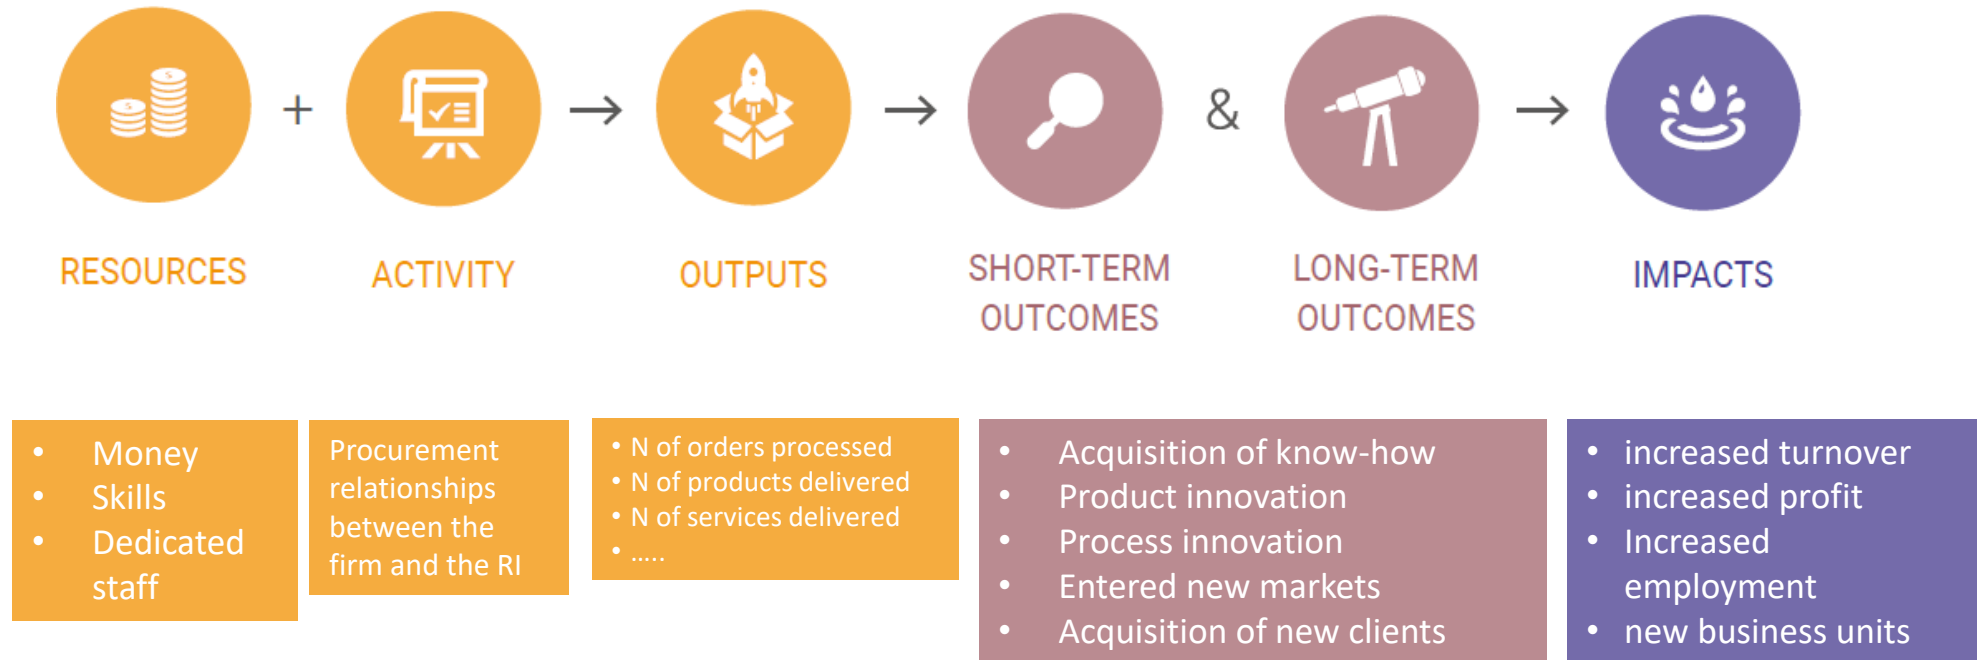 +
→
→
&
→
RESOURCES
ACTIVITY
OUTPUTS
SHORT-TERM
OUTCOMES
LONG-TERM
OUTCOMES
IMPACTS
• Money
• Skills
• Dedicated
staff
Procurement
relationships
between the
firm and the RI
• N of orders processed
• N of products delivered
• N of services delivered
• …..
• Acquisition of know-how
• Product innovation
• Process innovation
• Entered new markets
• Acquisition of new clients
• increased turnover
• increased profit
• Increased
employment
• new business units